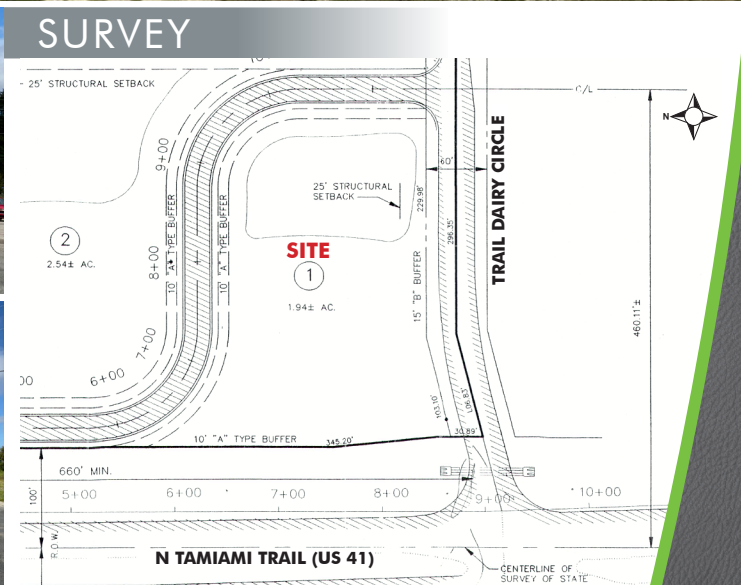 SURVEY
25' STRUCTURAL SETBACK
C/L
N
9+00
60'
TRAIL DAIRY CIRCLE
10' "A" TYPE BUFFER
10' "A" TYPE BUFFER
25' STRUCTURAL
SETBACK
229.98'
296.35'
2
2.54± AC.
8+00
SITE
1
1.94± AC.
15' "B" BUFFER
460.11'±
7+00
6+00
00
103.10'
106.83'
10' "A" TYPE BUFFER
345.20'
30.89'
660' MIN.
100'
5+00
6+00
7+00
8+00
9+00
10+00
R.O.W.
N TAMIAMI TRAIL (US 41)
CENTERLINE OF
SURVEY OF STATE